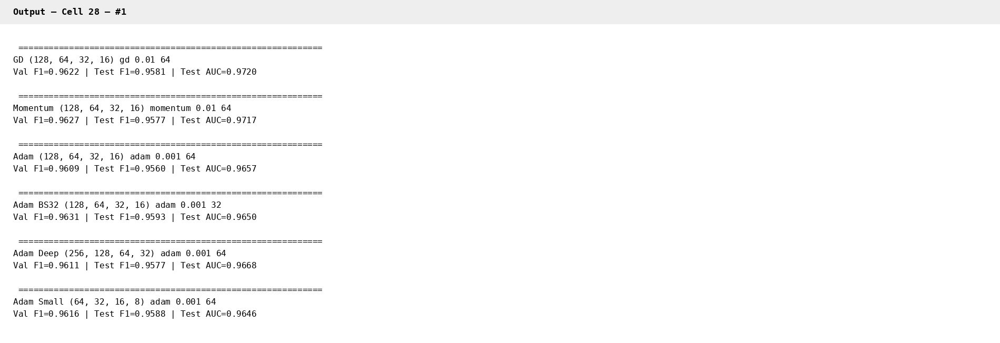 Output — Cell 28 — #1
============================================================
GD (128, 64, 32, 16) gd 0.01 64
Val F1=0.9622 | Test F1=0.9581 | Test AUC=0.9720
============================================================
Momentum (128, 64, 32, 16) momentum 0.01 64
Val F1=0.9627 | Test F1=0.9577 | Test AUC=0.9717
============================================================
Adam (128, 64, 32, 16) adam 0.001 64
Val F1=0.9609 | Test F1=0.9560 | Test AUC=0.9657
============================================================
Adam BS32 (128, 64, 32, 16) adam 0.001 32
Val F1=0.9631 | Test F1=0.9593 | Test AUC=0.9650
============================================================
Adam Deep (256, 128, 64, 32) adam 0.001 64
Val F1=0.9611 | Test F1=0.9577 | Test AUC=0.9668
============================================================
Adam Small (64, 32, 16, 8) adam 0.001 64
Val F1=0.9616 | Test F1=0.9588 | Test AUC=0.9646